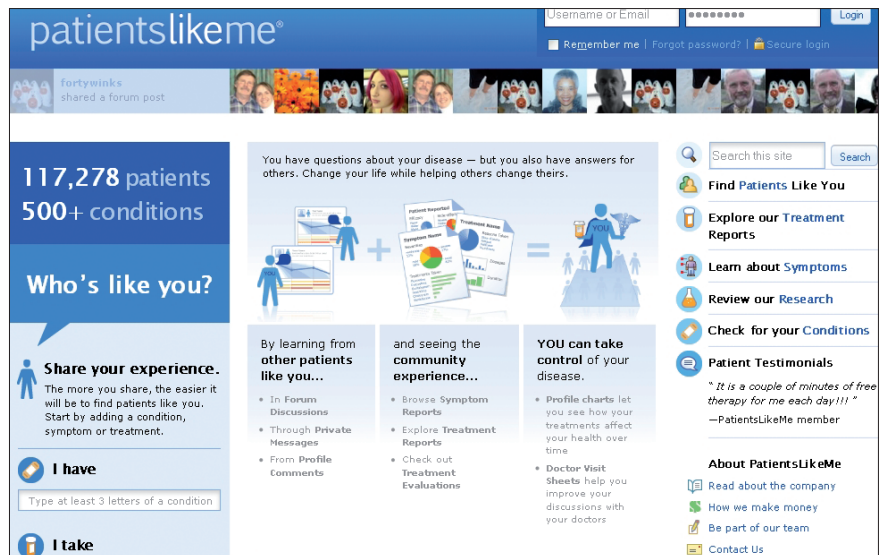 patientslikeme®
Username or Email
Login
Remember me | Forgot password? | Secure login
fortywinks
shared a forum post
117,278 patients
500+ conditions
Who's like you?
Share your experience.
The more you share, the easier it
will be to find patients like you.
Start by adding a condition,
symptom or treatment.
I have
Type at least 3 letters of a condition
I take
You have questions about your disease — but you also have answers for
others. Change your life while helping others change theirs.
YOU
+
Patient Reported
Symptom Name
Treatment Name
=
YOU
By learning from
other patients
like you...
• In Forum
Discussions
• Through Private
Messages
• From Profile
Comments
and seeing the
community
experience...
• Browse Symptom
Reports
• Explore Treatment
Reports
• Check out
Treatment
Evaluations
YOU can take
control of your
disease.
• Profile charts let
you see how your
treatments affect
your health over
time
• Doctor Visit
Sheets help you
improve your
discussions with
your doctors
Search this site
Search
Find Patients Like You
Explore our Treatment
Reports
Learn about Symptoms
Review our Research
Check for your Conditions
Patient Testimonials
" It is a couple of minutes of free
therapy for me each day!!! "
—PatientsLikeMe member
About PatientsLikeMe
Read about the company
How we make money
Be part of our team
Contact Us